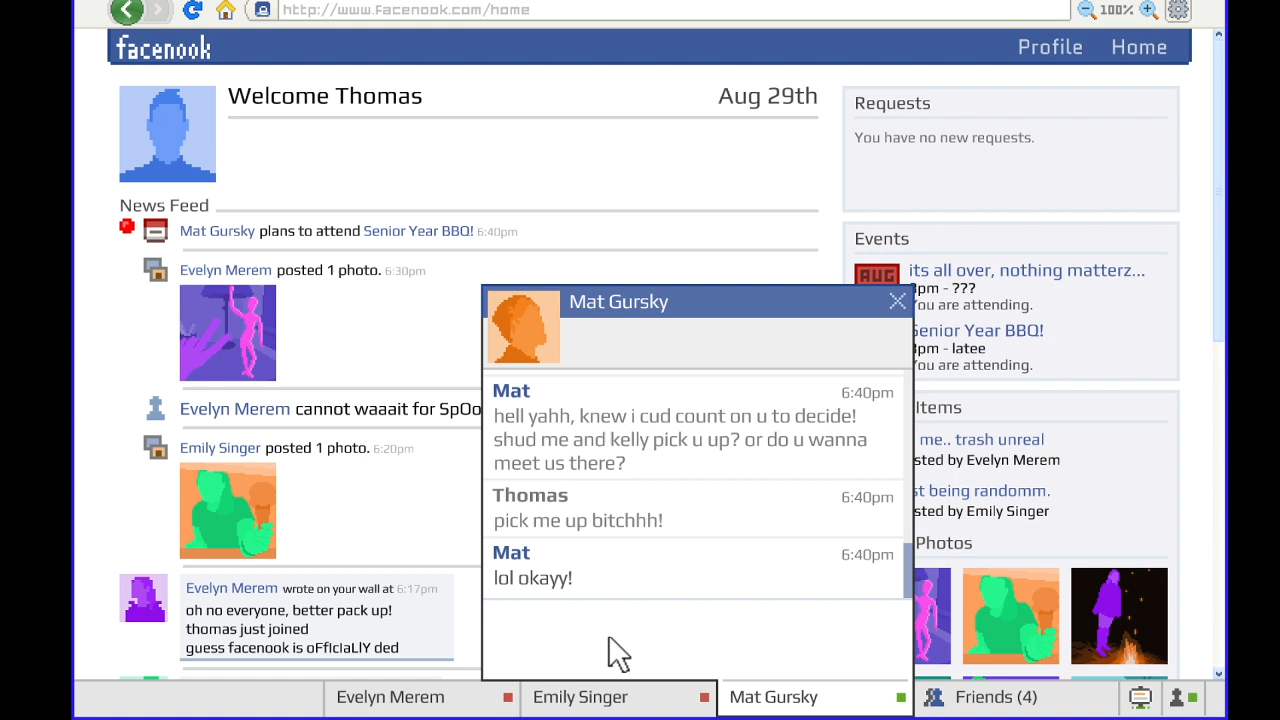 http://www.facenook.com/home
100%
facenook
Profile
Home
Welcome Thomas
Aug 29th
News Feed
Mat Gursky plans to attend Senior Year BBQ! 6:40pm
Evelyn Merem posted 1 photo. 6:30pm
Evelyn Merem cannot waaait for SpOo
Emily Singer posted 1 photo. 6:20pm
Evelyn Merem wrote on your wall at 6:17pm
oh no everyone, better pack up!
thomas just joined
guess facenook is oFfIcIaLlY ded
Requests
You have no new requests.
Events
AUG
its all over, nothing matterz...
8pm - ???
You are attending.
Senior Year BBQ!
8pm - latee
You are attending.
Items
me.. trash unreal
sted by Evelyn Merem
st being randomm.
sted by Emily Singer
Photos
Mat Gursky
Mat
6:40pm
hell yahh, knew i cud count on u to decide!
shud me and kelly pick u up? or do u wanna
meet us there?
Thomas
6:40pm
pick me up bitchhh!
Mat
6:40pm
lol okayy!
Evelyn Merem
Emily Singer
Mat Gursky
Friends (4)